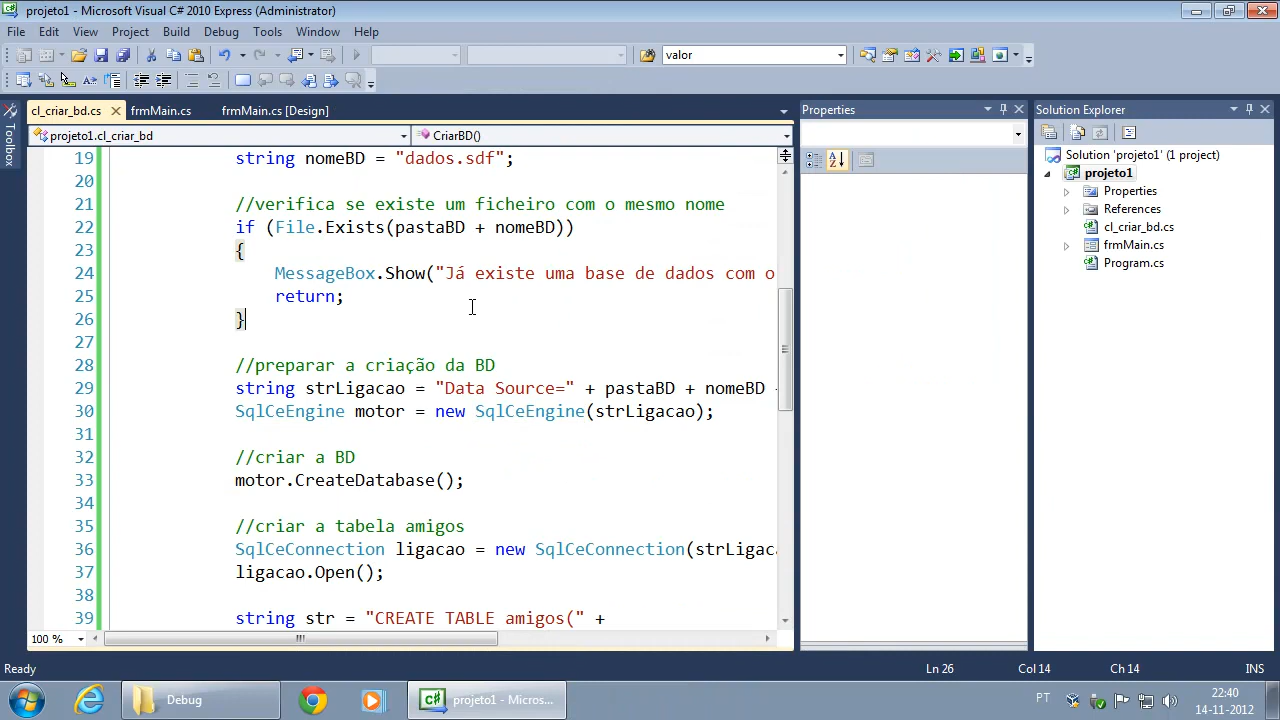 projeto1 - Microsoft Visual C# 2010 Express (Administrator)
File Edit View Project Build Debug Tools Window Help
valor
cl_criar_bd.cs frmMain.cs frmMain.cs [Design]
Toolbox
projeto1.cl_criar_bd CriarBD()
19 string nomeBD = "dados.sdf";
20
21 //verifica se existe um ficheiro com o mesmo nome
22 if (File.Exists(pastaBD + nomeBD))
23 {
24 MessageBox.Show("Já existe uma base de dados com o
25 return;
26 }
27
28 //preparar a criação da BD
29 string strLigacao = "Data Source=" + pastaBD + nomeBD
30 SqlCeEngine motor = new SqlCeEngine(strLigacao);
31
32 //criar a BD
33 motor.CreateDatabase();
34
35 //criar a tabela amigos
36 SqlCeConnection ligacao = new SqlCeConnection(strLigac
37 ligacao.Open();
38
39 string str = "CREATE TABLE amigos(" +
100 %
Properties
Solution Explorer
Solution 'projeto1' (1 project)
projeto1
Properties
References
cl_criar_bd.cs
frmMain.cs
Program.cs
Ready Ln 26 Col 14 Ch 14 INS
Debug
projeto1 - Micros...
PT
22:40
14-11-2012